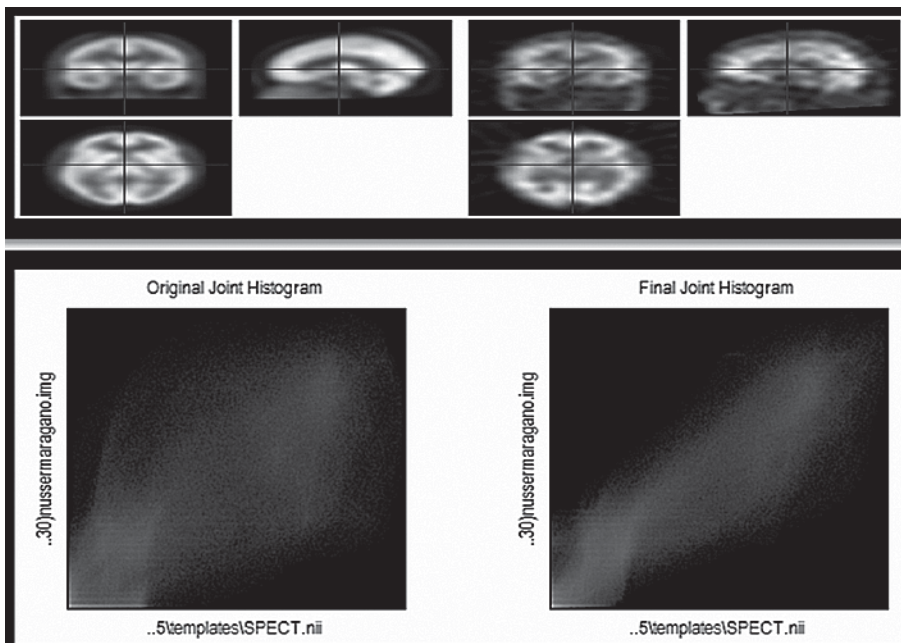 Original Joint Histogram
Final Joint Histogram
..30)nussermaragano.img
..30)nussermaragano.img
..5\templates\SPECT.nii
..5\templates\SPECT.nii